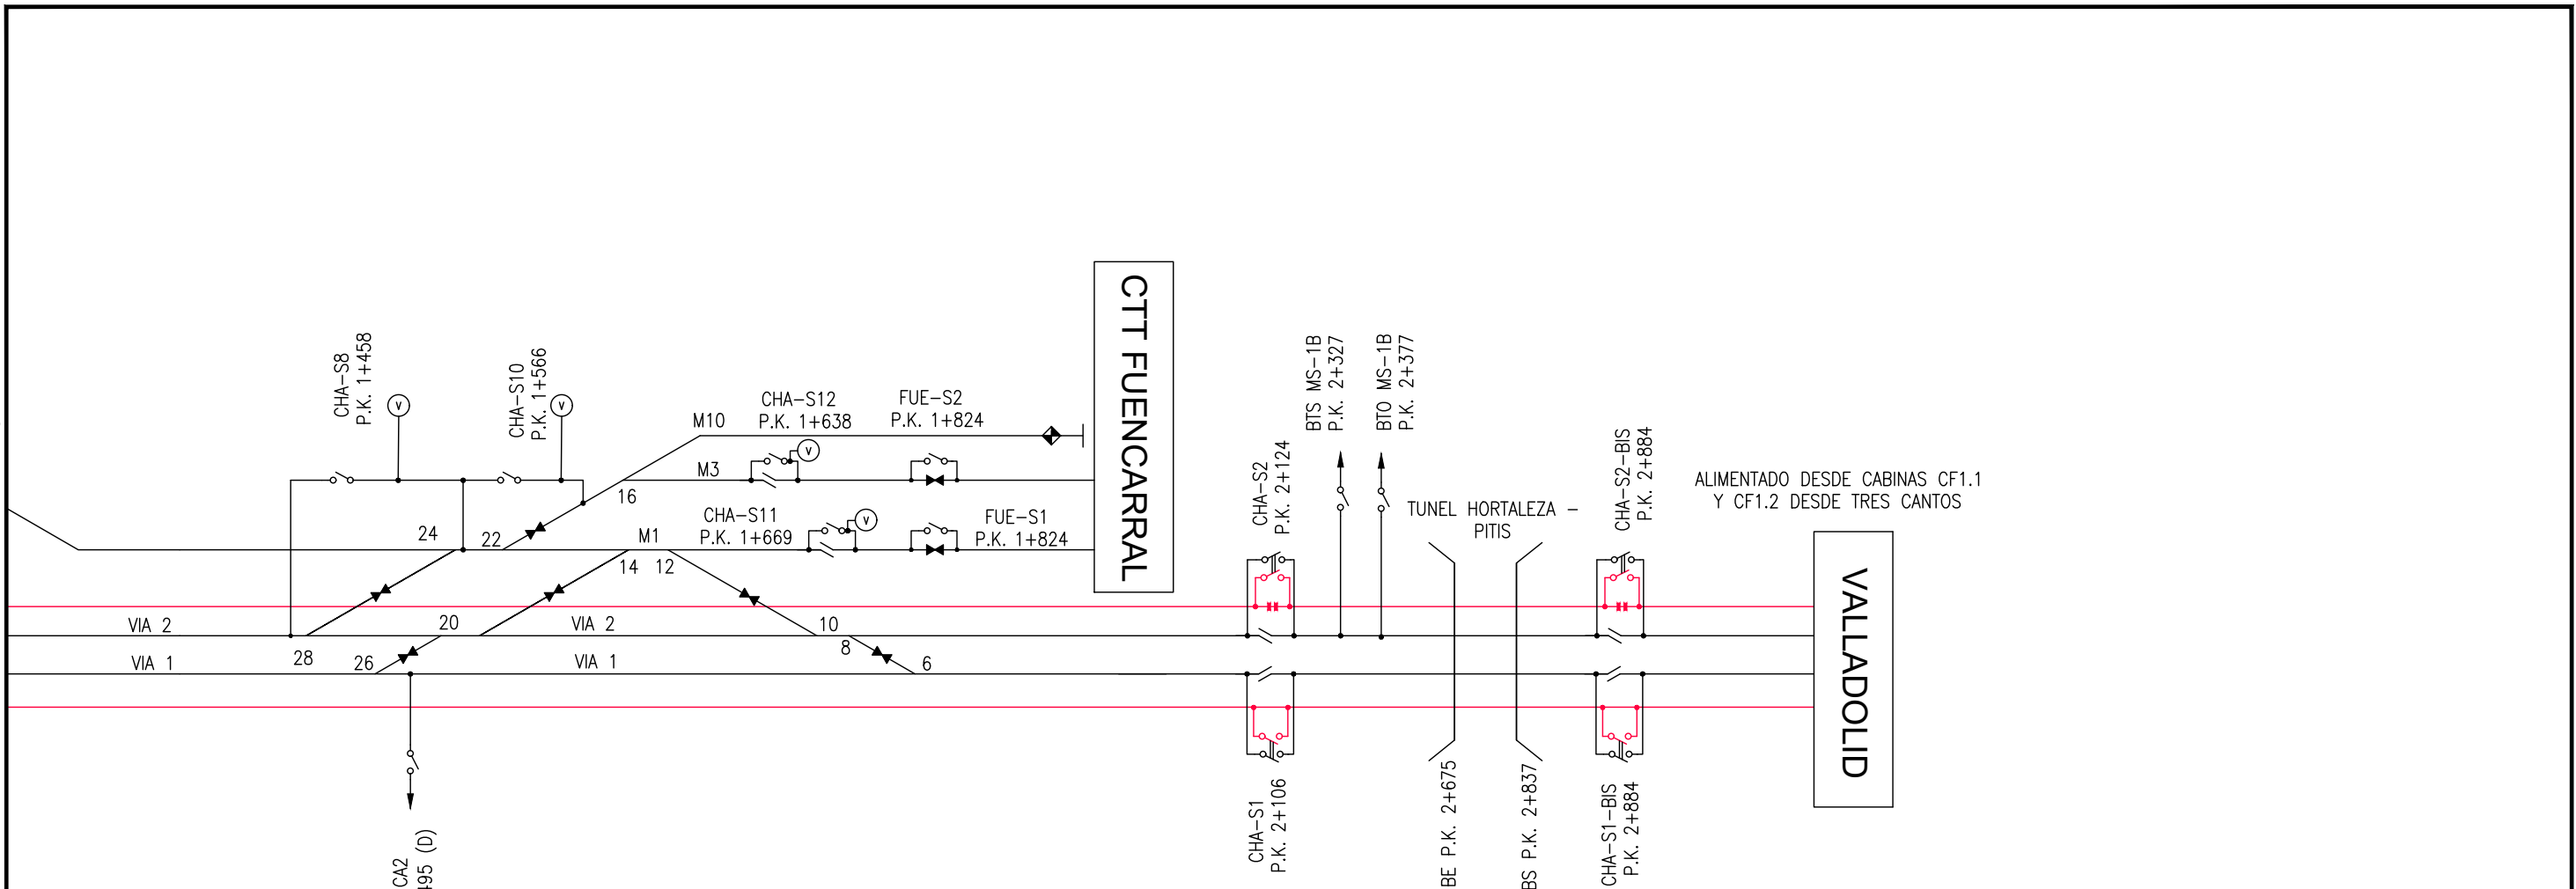 CHA-S8
P.K. 1+458
V
CHA-S10
P.K. 1+566
V
M10
CHA-S12
P.K. 1+638
V
FUE-S2
P.K. 1+824
M3
16
CHA-S11
P.K. 1+669
V
FUE-S1
P.K. 1+824
M1
24
22
14
12
CTT FUENCARRAL
VIA 2
20
VIA 2
10
VIA 1
28
26
VIA 1
8
6
CA2
495 (D)
CHA-S2
P.K. 2+124
BTS MS-1B
P.K. 2+327
BTO MS-1B
P.K. 2+377
TUNEL HORTALEZA -
PITIS
CHA-S2-BIS
P.K. 2+884
ALIMENTADO DESDE CABINAS CF1.1
Y CF1.2 DESDE TRES CANTOS
VALLADOLID
CHA-S1
P.K. 2+106
BE P.K. 2+675
BS P.K. 2+837
CHA-S1-BIS
P.K. 2+884